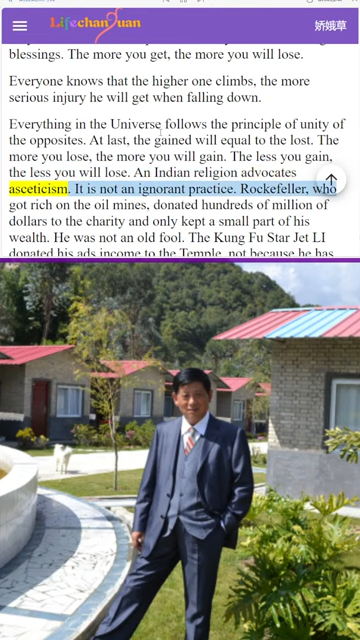 Lifechanyuan
娇娥草
blessings. The more you get, the more you will lose.
Everyone knows that the higher one climbs, the more
serious injury he will get when falling down.
Everything in the Universe follows the principle of unity of
the opposites. At last, the gained will equal to the lost. The
more you lose, the more you will gain. The less you gain,
the less you will lose. An Indian religion advocates
asceticism. It is not an ignorant practice. Rockefeller, who
got rich on the oil mines, donated hundreds of million of
dollars to the charity and only kept a small part of his
wealth. He was not an old fool. The Kung Fu Star Jet LI
donated his ads income to the Temple, not because he has